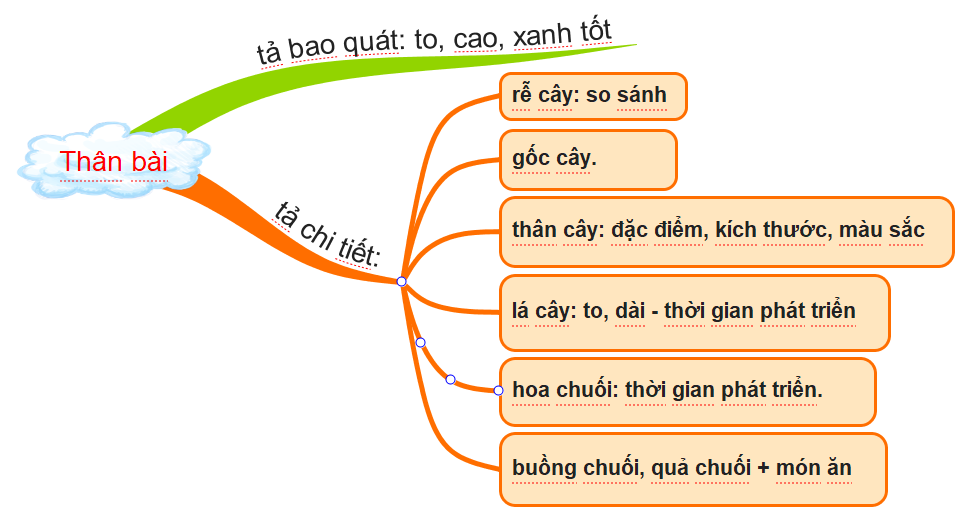 tả bao quát: to, cao, xanh tốt
Thân bài
tả chi tiết:
rễ cây: so sánh
gốc cây.
thân cây: đặc điểm, kích thước, màu sắc
lá cây: to, dài - thời gian phát triển
hoa chuối: thời gian phát triển.
buồng chuối, quả chuối + món ăn